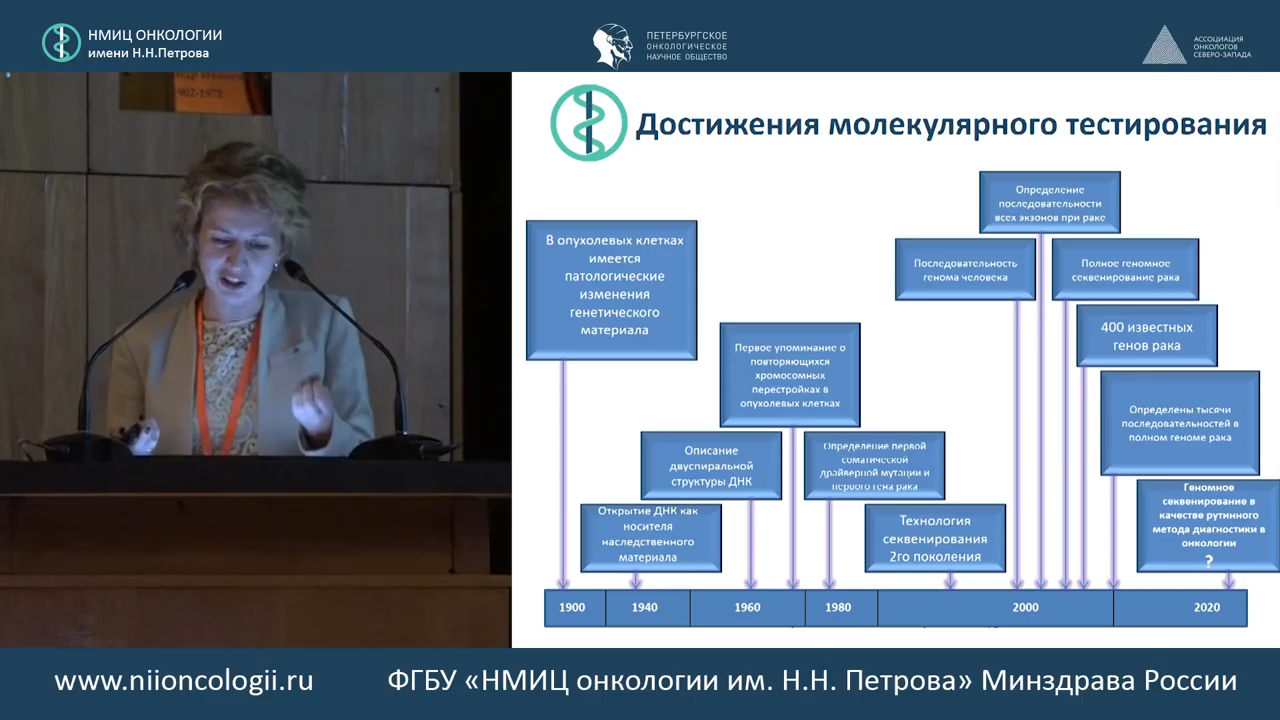 НМИЦ ОНКОЛОГИИ
имени Н.Н.Петрова
ПЕТЕРБУРГСКОЕ
ОНКОЛОГИЧЕСКОЕ
НАУЧНОЕ ОБЩЕСТВО
АССОЦИАЦИЯ
ОНКОЛОГОВ
СЕВЕРО-ЗАПАДА
902-1972
Достижения молекулярного тестирования
В опухолевых клетках
имеется
патологические
изменения
генетического
материала
Открытие ДНК как
носителя
наследственного
материала
Описание
двуспиральной
структуры ДНК
Первое упоминание о
повторяющихся
хромосомных
перестройках в
опухолевых клетках
Определение первой
соматической
драйверной мутации и
первого гена рака
Технология
секвенирования
2го поколения
Последовательность
генома человека
Определение
последовательности
всех экзонов при раке
Полное геномное
секвенирование рака
400 известных
генов рака
Определены тысячи
последовательностей в
полном геноме рака
Геномное
секвенирование в
качестве рутинного
метода диагностики в
онкологии
?
1900
1940
1960
1980
2000
2020
www.niioncologii.ru
ФГБУ «НМИЦ онкологии им. Н.Н. Петрова» Минздрава России